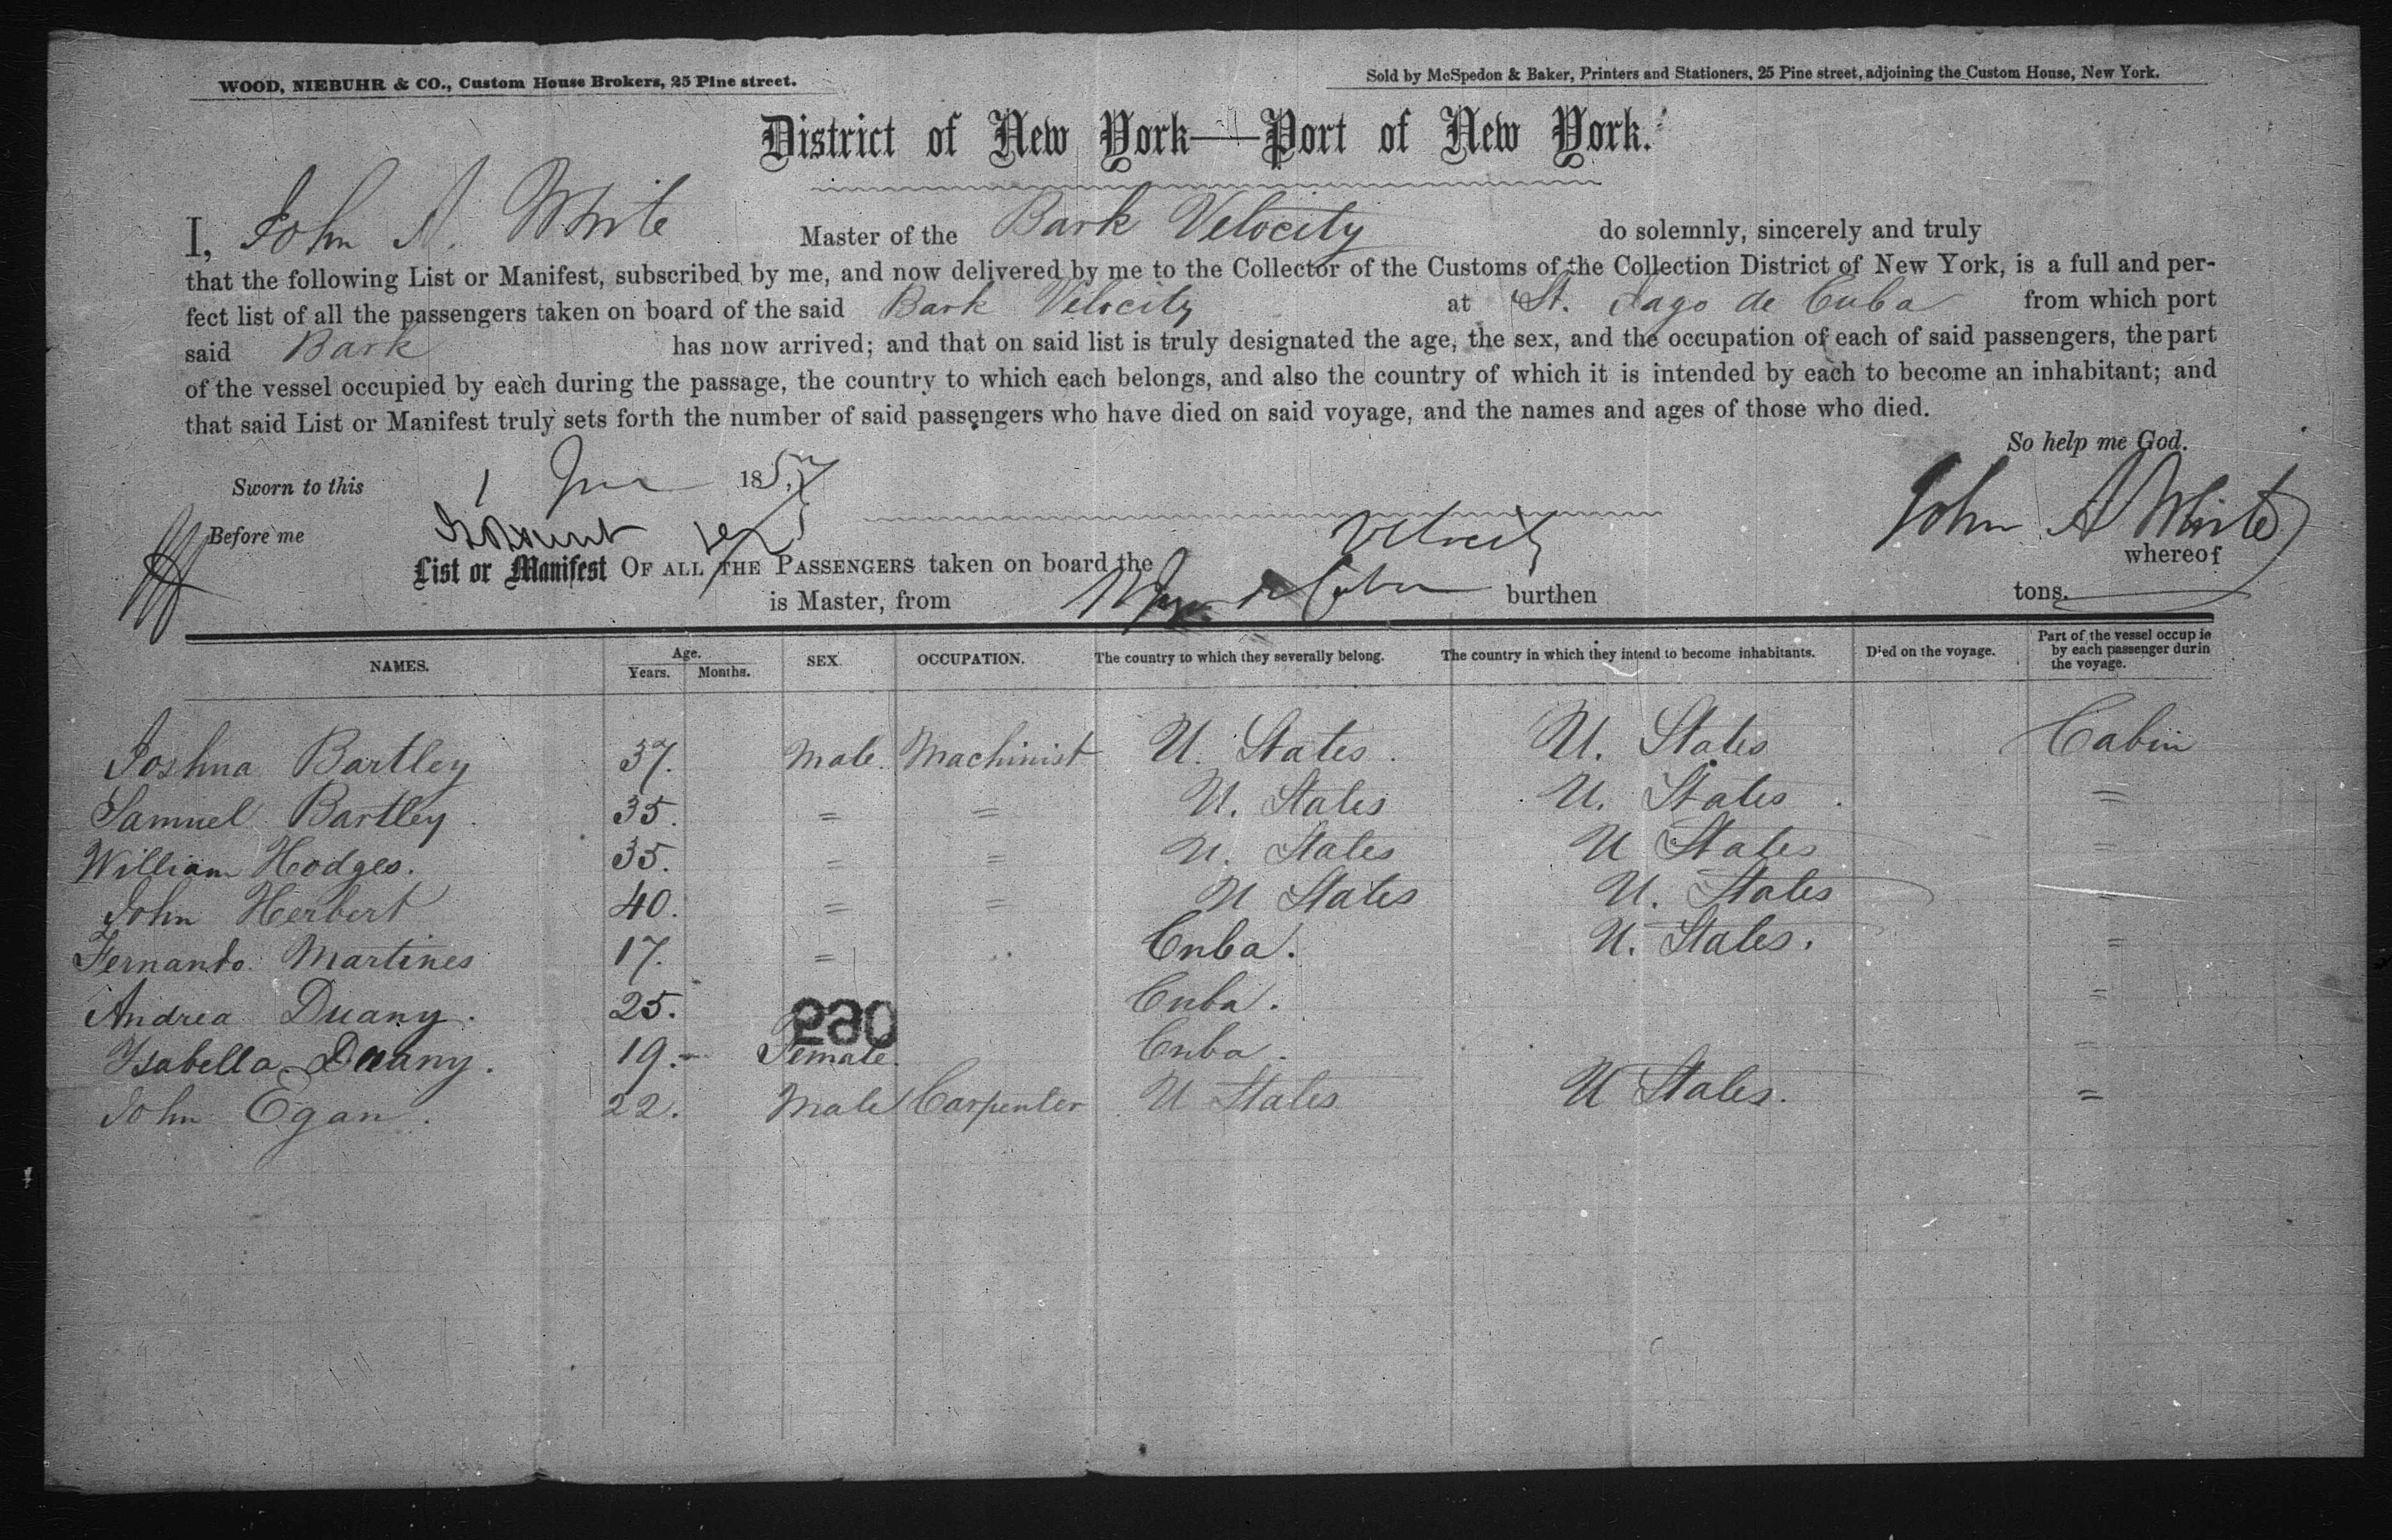 WOOD, NIEBUHR & CO., Custom House Brokers, 25 Pine street.
Sold by McSpedon & Baker, Printers and Stationers, 25 Pine street, adjoining the Custom House, New York.
District of New York—Port of New York.
I, John A. White Master of the Bark Velocity do solemnly, sincerely and truly
that the following List or Manifest, subscribed by me, and now delivered by me to the Collector of the Customs of the Collection District of New York, is a full and per-
fect list of all the passengers taken on board of the said Bark Velocity at St. Iago de Cuba from which port
said Bark has now arrived; and that on said list is truly designated the age, the sex, and the occupation of each of said passengers, the part
of the vessel occupied by each during the passage, the country to which each belongs, and also the country of which it is intended by each to become an inhabitant; and
that said List or Manifest truly sets forth the number of said passengers who have died on said voyage, and the names and ages of those who died.
So help me God.
Sworn to this 1 June 1857
John A White
Before me
List or Manifest OF ALL THE PASSENGERS taken on board the Velocity whereof
is Master, from burthen tons.
NAMES. Age. Years. Months. SEX. OCCUPATION. The country to which they severally belong. The country in which they intend to become inhabitants. Died on the voyage. Part of the vessel occup ie by each passenger durin the voyage.
Joshua Bartley 37. Male. Machinist U. States. U. States Cabin
Samuel Bartley. 35. = = U. States U. States. =
William Hodges. 35. = = U. States U States =
John Herbert 40. = = U States U. States =
Fernando Martines 17. = Cuba. U. States. =
Andrea Duany. 25. Cuba. =
960
Isabella Duany. 19. Female. Cuba. =
John Egan. 22. Male Carpenter U States U States. =